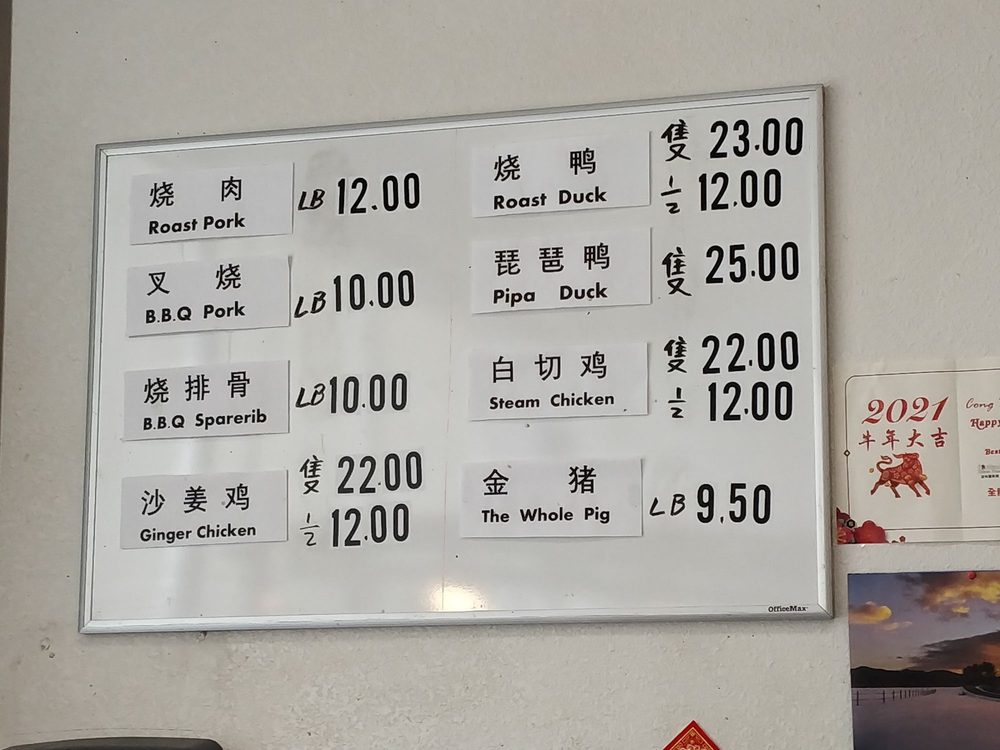 烧 肉
Roast Pork
LB 12.00
叉 烧
B.B.Q Pork
LB 10.00
烧 排 骨
B.B.Q Sparerib
LB 10.00
沙 姜 鸡
Ginger Chicken
隻 22.00
1/2 12.00
烧 鸭
Roast Duck
隻 23.00
1/2 12.00
琵 琶 鸭
Pipa Duck
隻 25.00
白 切 鸡
Steam Chicken
隻 22.00
1/2 12.00
金 猪
The Whole Pig
LB 9.50
OfficeMax
2021
牛年大吉
Cong
Happy
Best